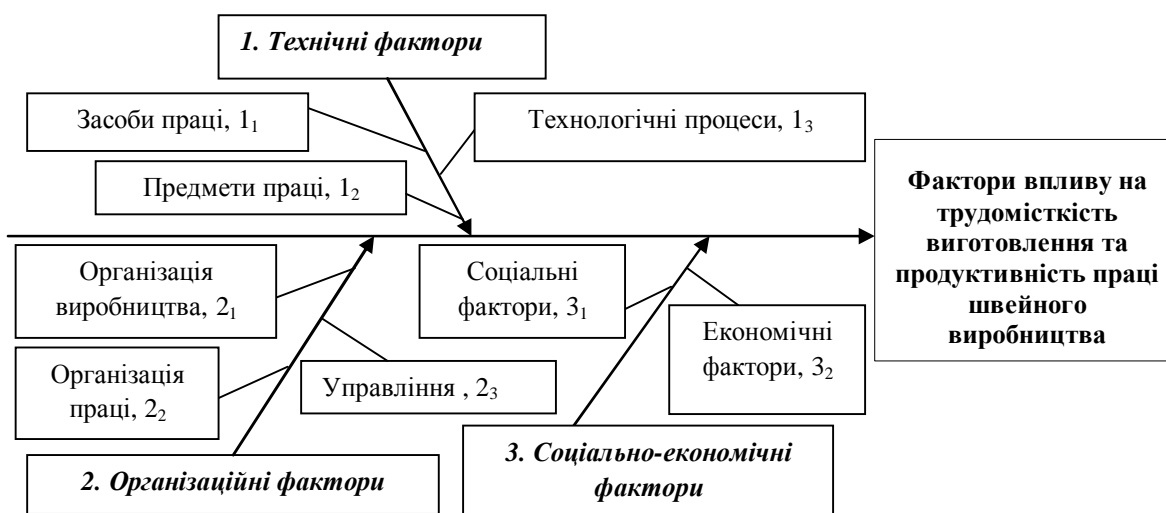 1. Технічні фактори
Засоби праці, 1₁
Технологічні процеси, 1₃
Предмети праці, 1₂
Фактори впливу на
трудомісткість
виготовлення та
продуктивність праці
швейного
виробництва
Організація
виробництва, 2₁
Соціальні
фактори, 3₁
Економічні
фактори, 3₂
Організація
праці, 2₂
Управління , 2₃
2. Організаційні фактори
3. Соціально-економічні
фактори